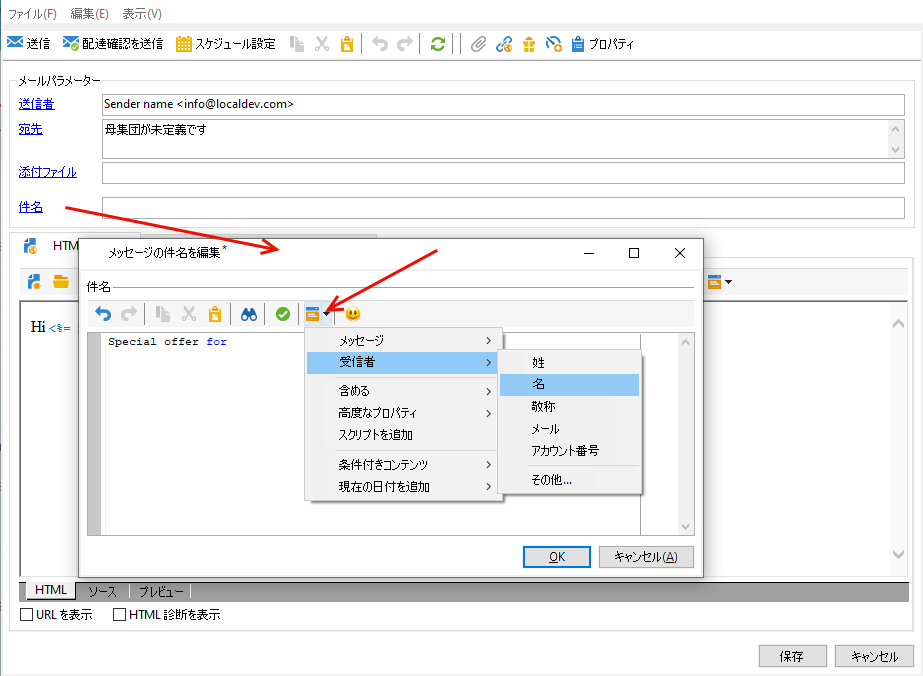 ファイル(F) 編集(E) 表示(V)
送信 配達確認を送信 スケジュール設定 プロパティ
メールパラメーター
送信者 Sender name <info@localdev.com>
宛先 母集団が未定義です
添付ファイル
件名
HTM
メッセージの件名を編集*
件名
Hi <%=
Special offer for
メッセージ
受信者
含める
高度なプロパティ
スクリプトを追加
条件付きコンテンツ
現在の日付を追加
姓
名
敬称
メール
アカウント番号
その他...
OK キャンセル(A)
HTML ソース プレビュー
URL を表示 HTML 診断を表示
保存 キャンセル